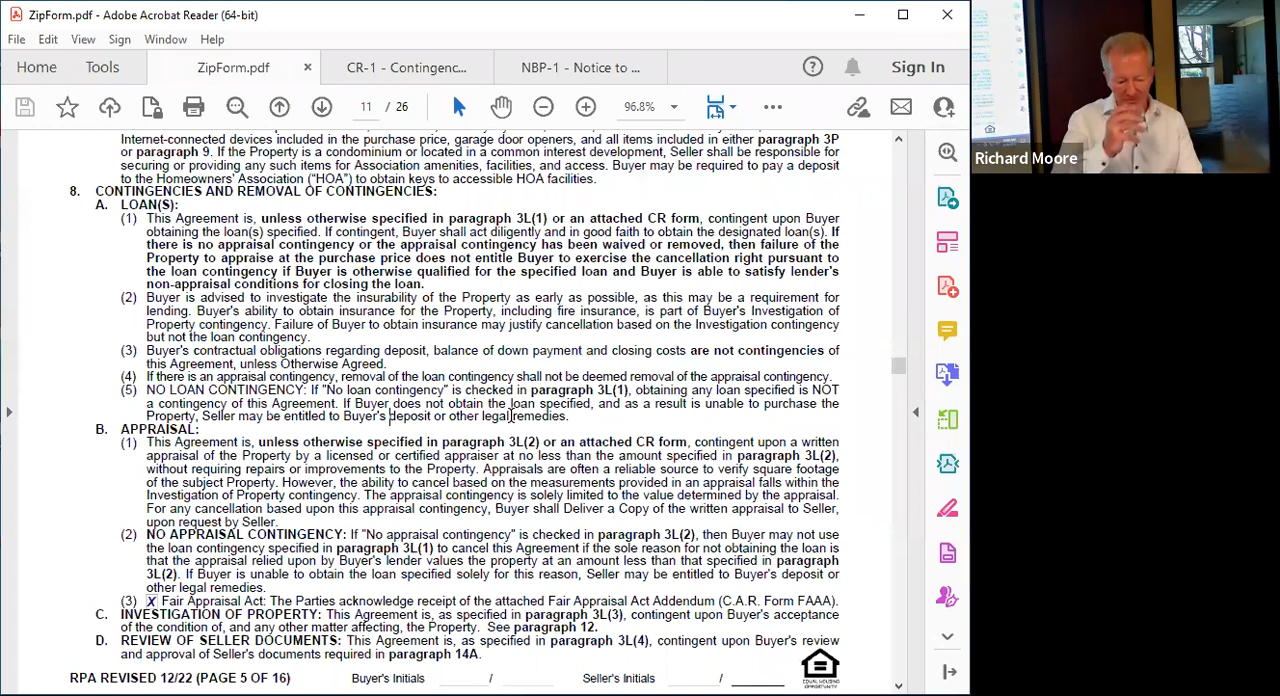 ZipForm.pdf - Adobe Acrobat Reader (64-bit)
File Edit View Sign Window Help
Home Tools ZipForm.pdf × CR-1 - Contingenc... NBP-1 - Notice to ... Sign In
11 / 26 96.8%
Internet-connected devices included in the purchase price, garage door openers, and all items included in either paragraph 3P
or paragraph 9. If the Property is a condominium or located in a common interest development, Seller shall be responsible for
securing or providing any such items for Association amenities, facilities, and access. Buyer may be required to pay a deposit
to the Homeowners' Association ("HOA") to obtain keys to accessible HOA facilities.
8. CONTINGENCIES AND REMOVAL OF CONTINGENCIES:
A. LOAN(S):
(1) This Agreement is, unless otherwise specified in paragraph 3L(1) or an attached CR form, contingent upon Buyer
obtaining the loan(s) specified. If contingent, Buyer shall act diligently and in good faith to obtain the designated loan(s). If
there is no appraisal contingency or the appraisal contingency has been waived or removed, then failure of the
Property to appraise at the purchase price does not entitle Buyer to exercise the cancellation right pursuant to
the loan contingency if Buyer is otherwise qualified for the specified loan and Buyer is able to satisfy lender's
non-appraisal conditions for closing the loan.
(2) Buyer is advised to investigate the insurability of the Property as early as possible, as this may be a requirement for
lending. Buyer's ability to obtain insurance for the Property, including fire insurance, is part of Buyer's Investigation of
Property contingency. Failure of Buyer to obtain insurance may justify cancellation based on the Investigation contingency
but not the loan contingency.
(3) Buyer's contractual obligations regarding deposit, balance of down payment and closing costs are not contingencies of
this Agreement, unless Otherwise Agreed.
(4) If there is an appraisal contingency, removal of the loan contingency shall not be deemed removal of the appraisal contingency.
(5) NO LOAN CONTINGENCY: If "No loan contingency" is checked in paragraph 3L(1), obtaining any loan specified is NOT
a contingency of this Agreement. If Buyer does not obtain the loan specified, and as a result is unable to purchase the
Property, Seller may be entitled to Buyer's deposit or other legal remedies.
B. APPRAISAL:
(1) This Agreement is, unless otherwise specified in paragraph 3L(2) or an attached CR form, contingent upon a written
appraisal of the Property by a licensed or certified appraiser at no less than the amount specified in paragraph 3L(2),
without requiring repairs or improvements to the Property. Appraisals are often a reliable source to verify square footage
of the subject Property. However, the ability to cancel based on the measurements provided in an appraisal falls within the
Investigation of Property contingency. The appraisal contingency is solely limited to the value determined by the appraisal.
For any cancellation based upon this appraisal contingency, Buyer shall Deliver a Copy of the written appraisal to Seller,
upon request by Seller.
(2) NO APPRAISAL CONTINGENCY: If "No appraisal contingency" is checked in paragraph 3L(2), then Buyer may not use
the loan contingency specified in paragraph 3L(1) to cancel this Agreement if the sole reason for not obtaining the loan is
that the appraisal relied upon by Buyer's lender values the property at an amount less than that specified in paragraph
3L(2). If Buyer is unable to obtain the loan specified solely for this reason, Seller may be entitled to Buyer's deposit or
other legal remedies.
(3) X Fair Appraisal Act: The Parties acknowledge receipt of the attached Fair Appraisal Act Addendum (C.A.R. Form FAAA).
C. INVESTIGATION OF PROPERTY: This Agreement is, as specified in paragraph 3L(3), contingent upon Buyer's acceptance
of the condition of, and any other matter affecting, the Property. See paragraph 12.
D. REVIEW OF SELLER DOCUMENTS: This Agreement is, as specified in paragraph 3L(4), contingent upon Buyer's review
and approval of Seller's documents required in paragraph 14A.
RPA REVISED 12/22 (PAGE 5 OF 16) Buyer's Initials / Seller's Initials /
EQUAL HOUSING
OPPORTUNITY
Richard Moore